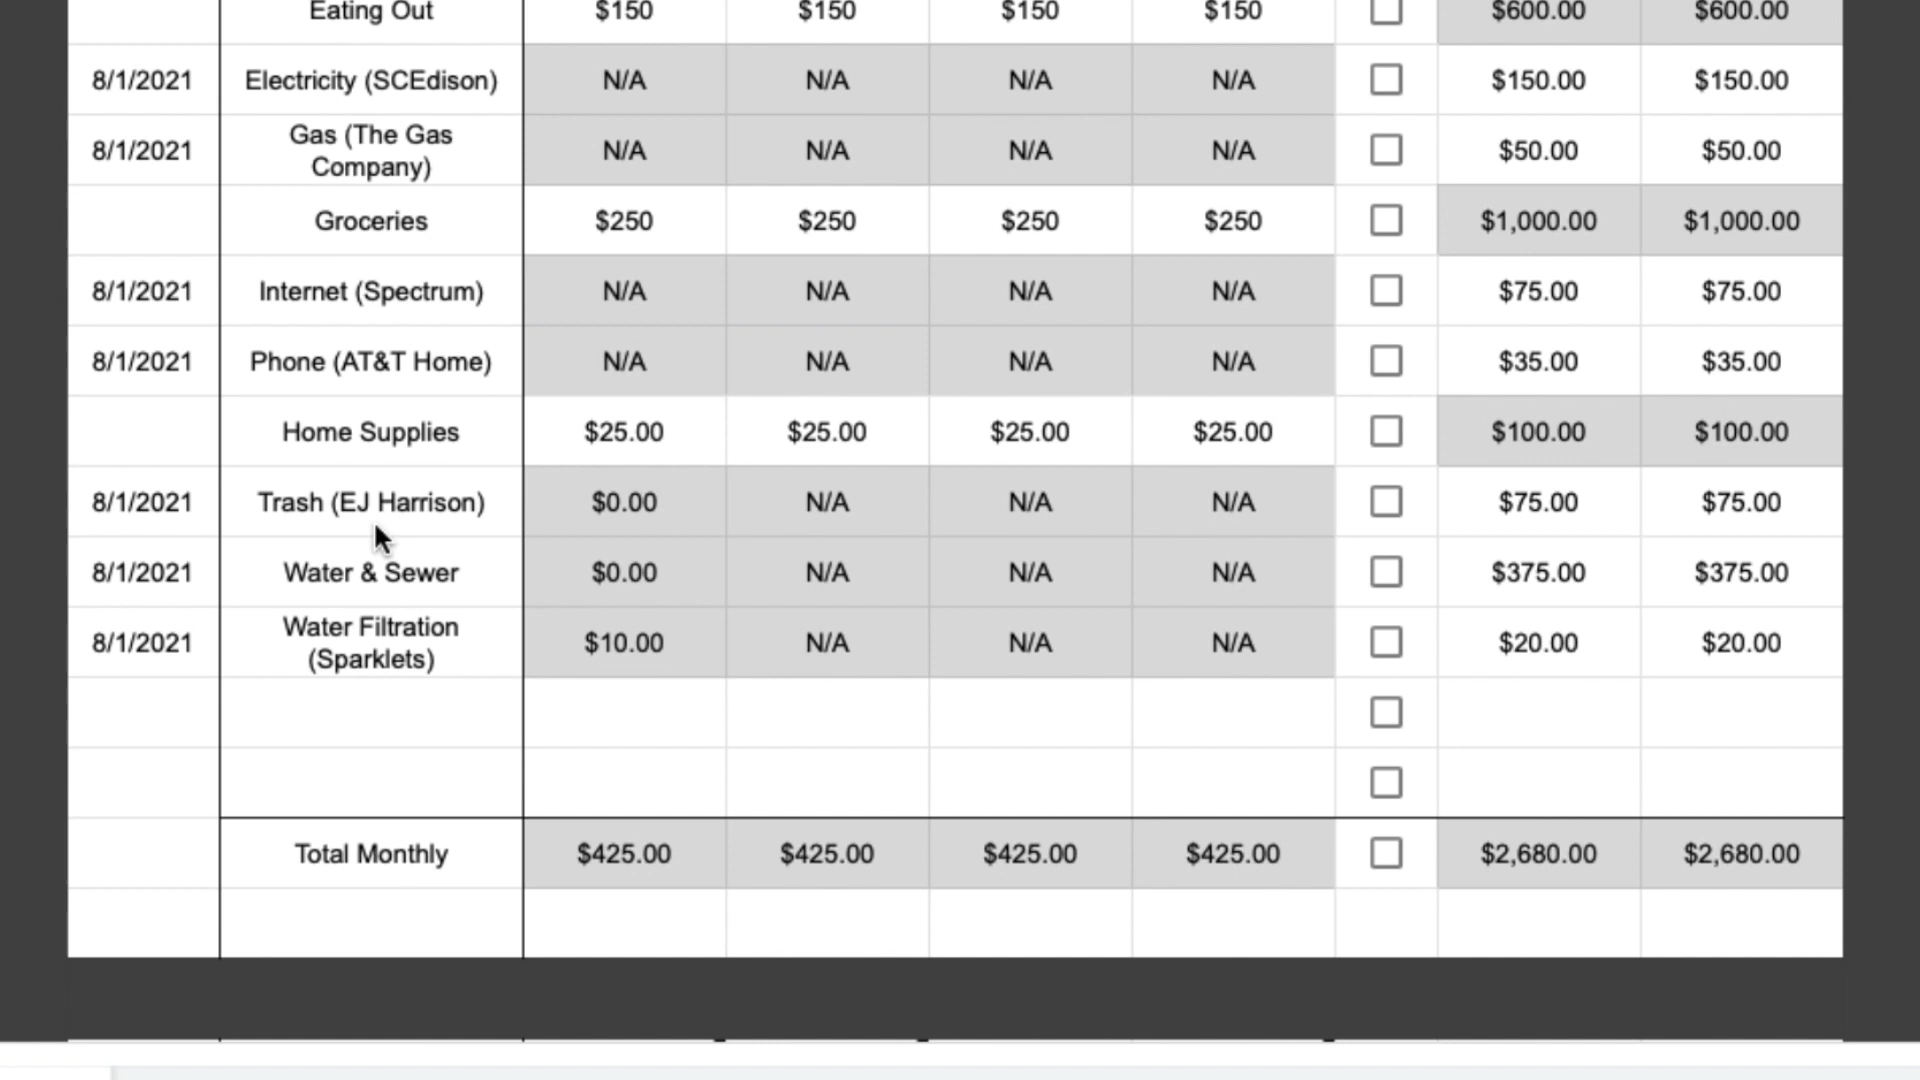 Eating Out $150 $150 $150 $150 $600.00 $600.00
8/1/2021 Electricity (SCEdison) N/A N/A N/A N/A $150.00 $150.00
8/1/2021 Gas (The Gas
Company) N/A N/A N/A N/A $50.00 $50.00
Groceries $250 $250 $250 $250 $1,000.00 $1,000.00
8/1/2021 Internet (Spectrum) N/A N/A N/A N/A $75.00 $75.00
8/1/2021 Phone (AT&T Home) N/A N/A N/A N/A $35.00 $35.00
Home Supplies $25.00 $25.00 $25.00 $25.00 $100.00 $100.00
8/1/2021 Trash (EJ Harrison) $0.00 N/A N/A N/A $75.00 $75.00
8/1/2021 Water & Sewer $0.00 N/A N/A N/A $375.00 $375.00
8/1/2021 Water Filtration
(Sparklets) $10.00 N/A N/A N/A $20.00 $20.00
Total Monthly $425.00 $425.00 $425.00 $425.00 $2,680.00 $2,680.00